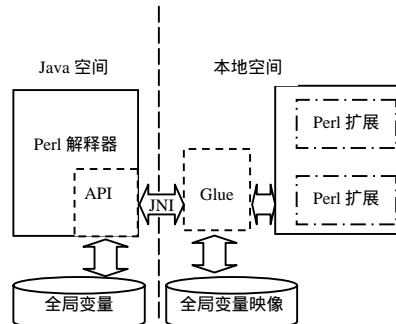 Java 空间
本地空间
Perl 解释器
Perl 扩展
API
JNI
Glue
Perl 扩展
全局变量
全局变量映像